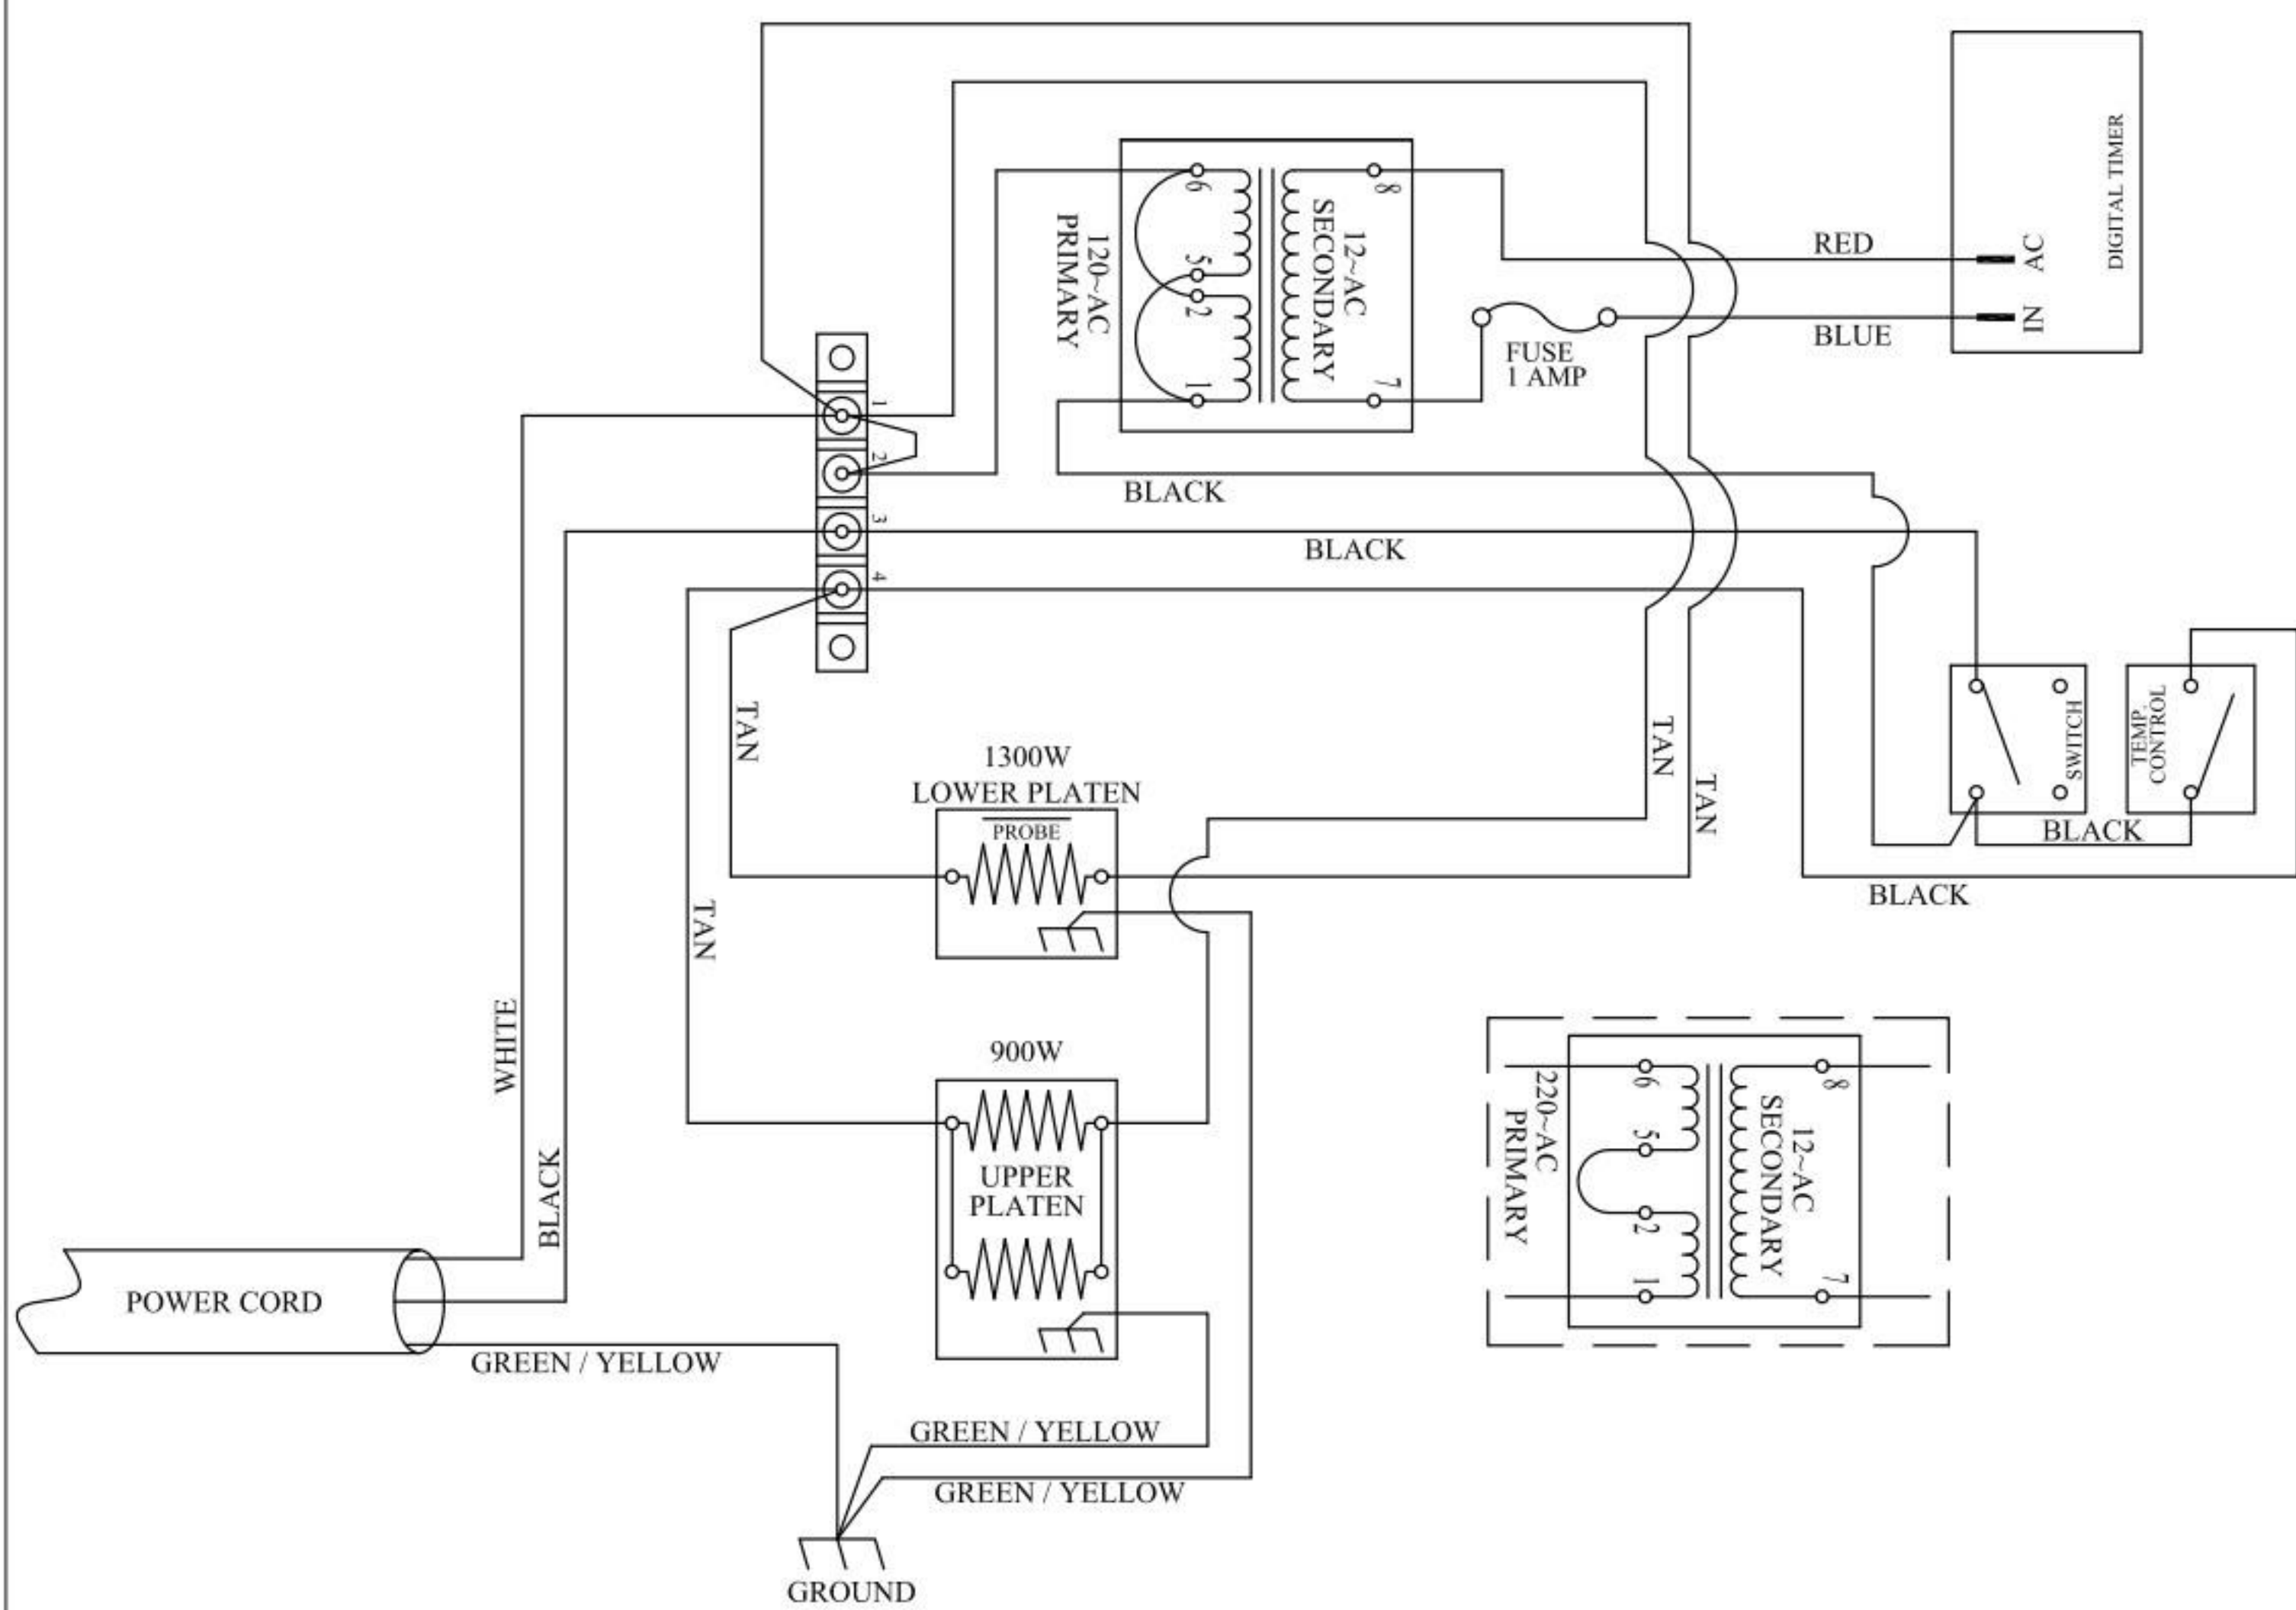 DIGITAL TIMER
AC
IN
RED
BLUE
FUSE
1 AMP
120~AC
PRIMARY
6
5
2
1
12~AC
SECONDARY
8
7
1
2
3
4
BLACK
BLACK
TAN
TAN
TAN
TAN
SWITCH
TEMP.
CONTROL
BLACK
BLACK
1300W
LOWER PLATEN
PROBE
900W
UPPER
PLATEN
WHITE
BLACK
POWER CORD
GREEN / YELLOW
GREEN / YELLOW
GREEN / YELLOW
GROUND
220~AC
PRIMARY
6
5
2
1
12~AC
SECONDARY
8
7